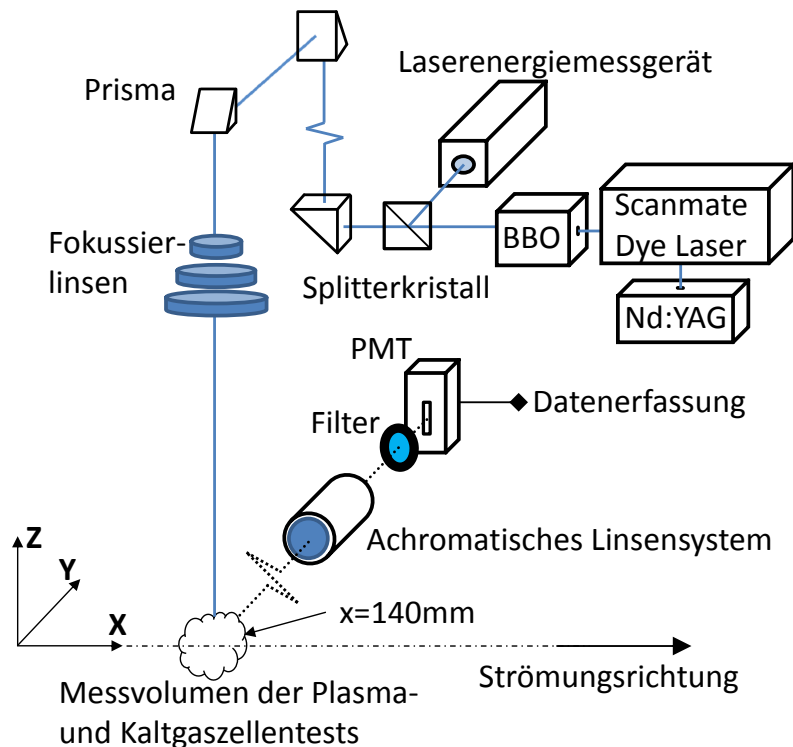 Laserenergiemessgerät
Prisma
Scanmate
Dye Laser
BBO
Fokussier-
linsen
Splitterkristall
Nd:YAG
PMT
Datenerfassung
Filter
Achromatisches Linsensystem
Z
Y
X
x=140mm
Strömungsrichtung
Messvolumen der Plasma-
und Kaltgaszellentests